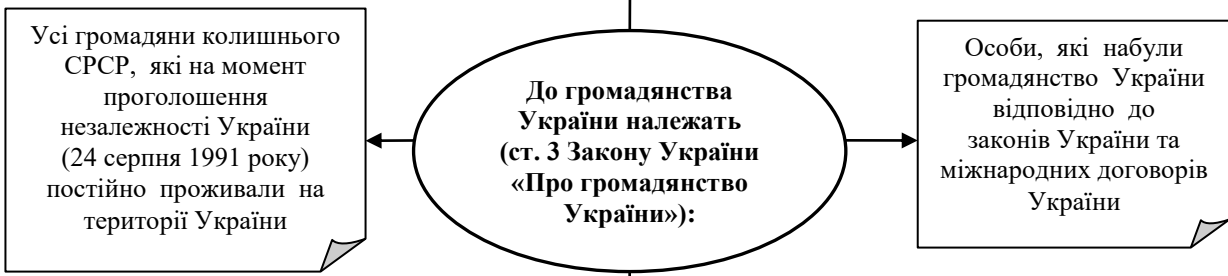 Усі громадяни колишнього
СРСР, які на момент
проголошення
незалежності України
(24 серпня 1991 року)
постійно проживали на
території України
До громадянства
України належать
(ст. 3 Закону України
«Про громадянство
України»):
Особи, які набули
громадянство України
відповідно до
законів України та
міжнародних договорів
України